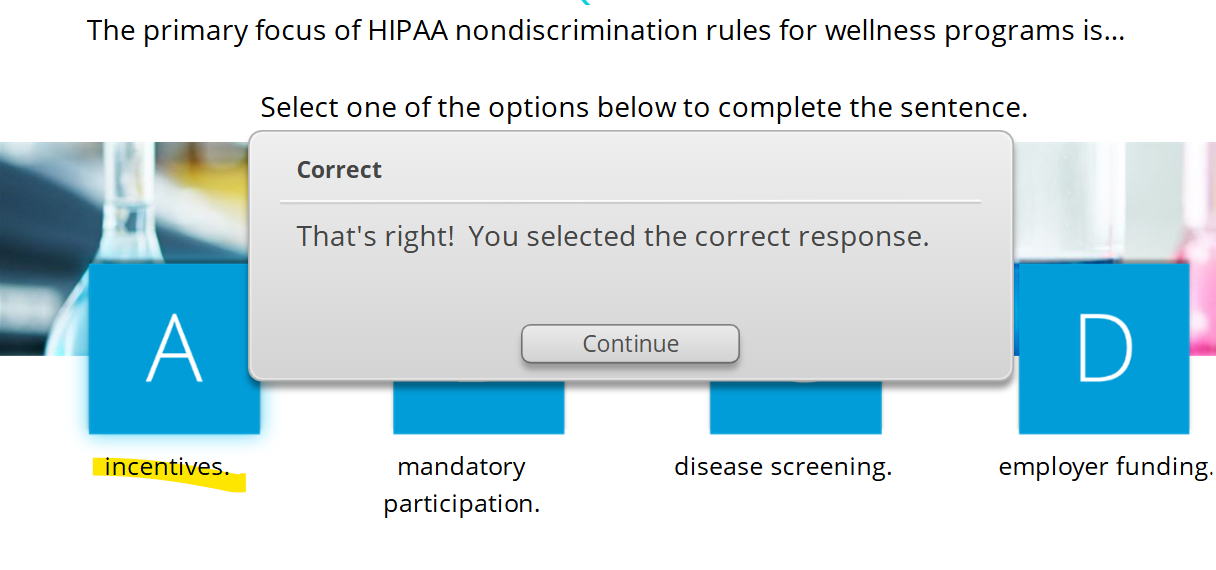 The primary focus of HIPAA nondiscrimination rules for wellness programs is...
Select one of the options below to complete the sentence.
Correct
That's right! You selected the correct response.
Continue
A
D
incentives.
mandatory
participation.
disease screening.
employer funding.